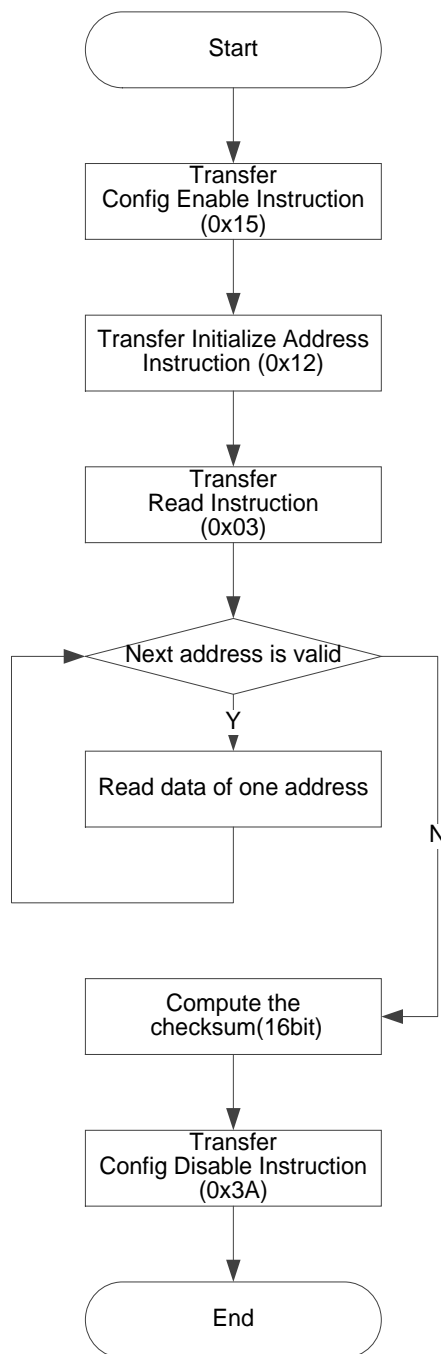 Start
Transfer
Config Enable Instruction
(0x15)
Transfer Initialize Address
Instruction (0x12)
Transfer
Read Instruction
(0x03)
Next address is valid
Y
Read data of one address
N
Compute the
checksum(16bit)
Transfer
Config Disable Instruction
(0x3A)
End